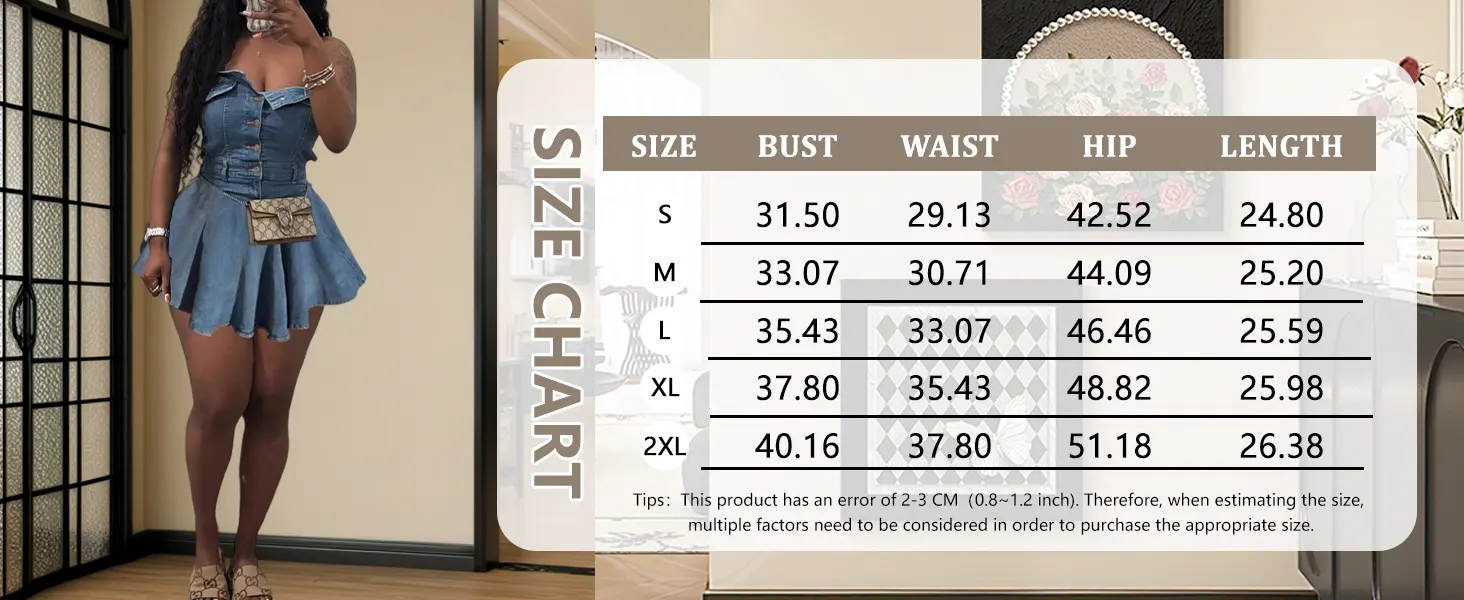 SIZE CHART
SIZE BUST WAIST HIP LENGTH
S 31.50 29.13 42.52 24.80
M 33.07 30.71 44.09 25.20
L 35.43 33.07 46.46 25.59
XL 37.80 35.43 48.82 25.98
2XL 40.16 37.80 51.18 26.38
Tips: This product has an error of 2-3 CM (0.8~1.2 inch). Therefore, when estimating the size,
multiple factors need to be considered in order to purchase the appropriate size.